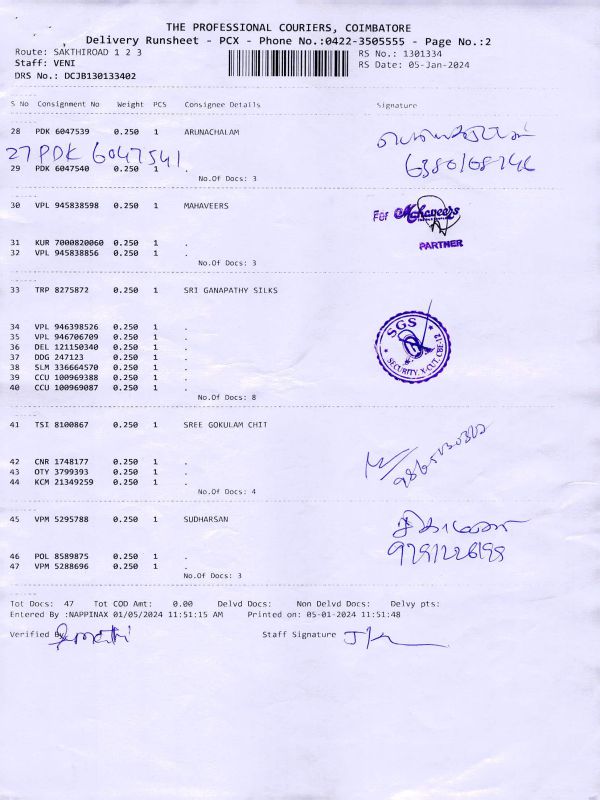 THE PROFESSIONAL COURIERS, COIMBATORE
Delivery Runsheet - PCX - Phone No.:0422-3505555 - Page No.:2
Route: SAKTHIROAD 1 2 3 RS No.: 1301334
Staff: VENI RS Date: 05-Jan-2024
DRS No.: DCJB130133402
S No Consignment No Weight PCS Consignee Details Signature
28 PDK 6047539 0.250 1 ARUNACHALAM
27 PDK 6047541
29 PDK 6047540 0.250 1 .
No.Of Docs: 3
30 VPL 945838598 0.250 1 MAHAVEERS
For Mahaveers
PARTNER
31 KUR 7000820060 0.250 1 .
32 VPL 945838856 0.250 1 .
No.Of Docs: 3
33 TRP 8275872 0.250 1 SRI GANAPATHY SILKS
SGS
SECURITY, X-CUT, CBE-12
34 VPL 946398526 0.250 1 .
35 VPL 946706709 0.250 1 .
36 DEL 121150340 0.250 1 .
37 DDG 247123 0.250 1 .
38 SLM 336664570 0.250 1 .
39 CCU 100969388 0.250 1 .
40 CCU 100969087 0.250 1 .
No.Of Docs: 8
41 TSI 8100867 0.250 1 SREE GOKULAM CHIT
42 CNR 1748177 0.250 1 .
43 OTY 3799393 0.250 1 .
44 KCM 21349259 0.250 1 .
No.Of Docs: 4
45 VPM 5295788 0.250 1 SUDHARSAN
46 POL 8589875 0.250 1 .
47 VPM 5288696 0.250 1 .
No.Of Docs: 3
Tot Docs: 47 Tot COD Amt: 0.00 Delvd Docs: Non Delvd Docs: Delvy pts:
Entered By :NAPPINAX 01/05/2024 11:51:15 AM Printed on: 05-01-2024 11:51:48
Verified By Staff Signature